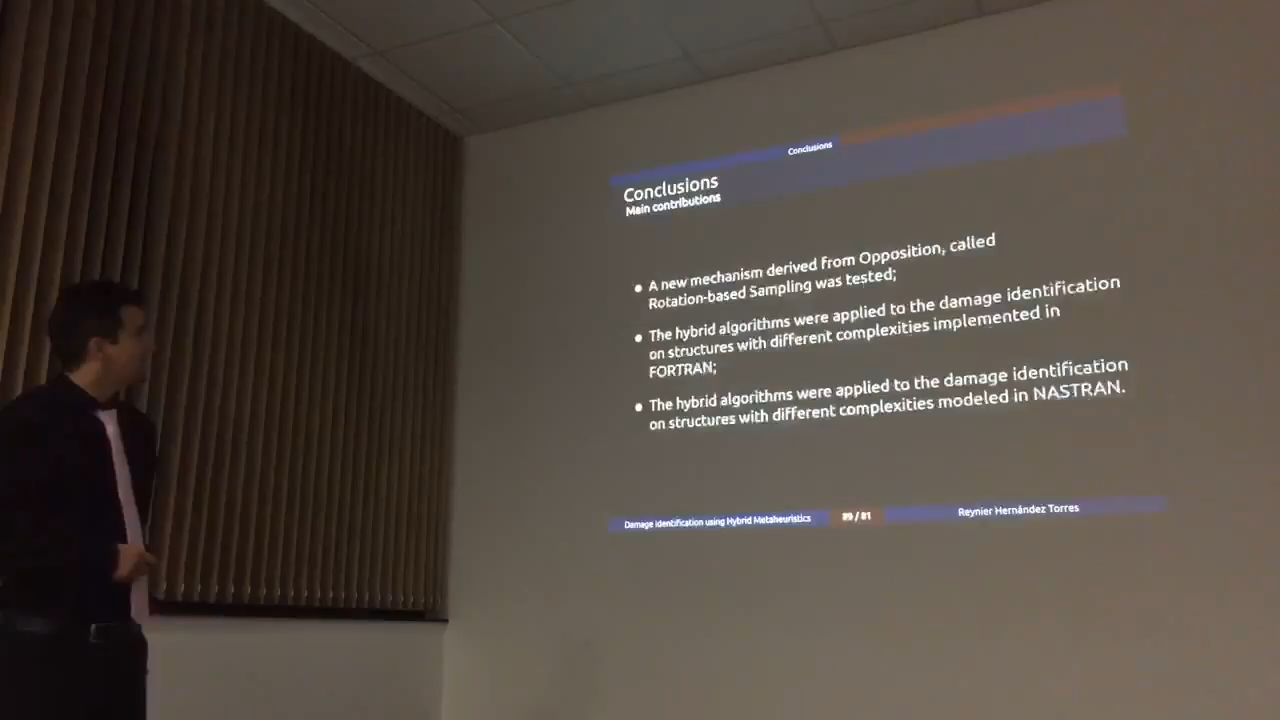 Conclusions
Conclusions
Main contributions
A new mechanism derived from Opposition, called
Rotation-based Sampling was tested;
The hybrid algorithms were applied to the damage identification
on structures with different complexities implemented in
FORTRAN;
The hybrid algorithms were applied to the damage identification
on structures with different complexities modeled in NASTRAN.
Damage identification using Hybrid Metaheuristics
/ 81
Reynier Hernández Torres